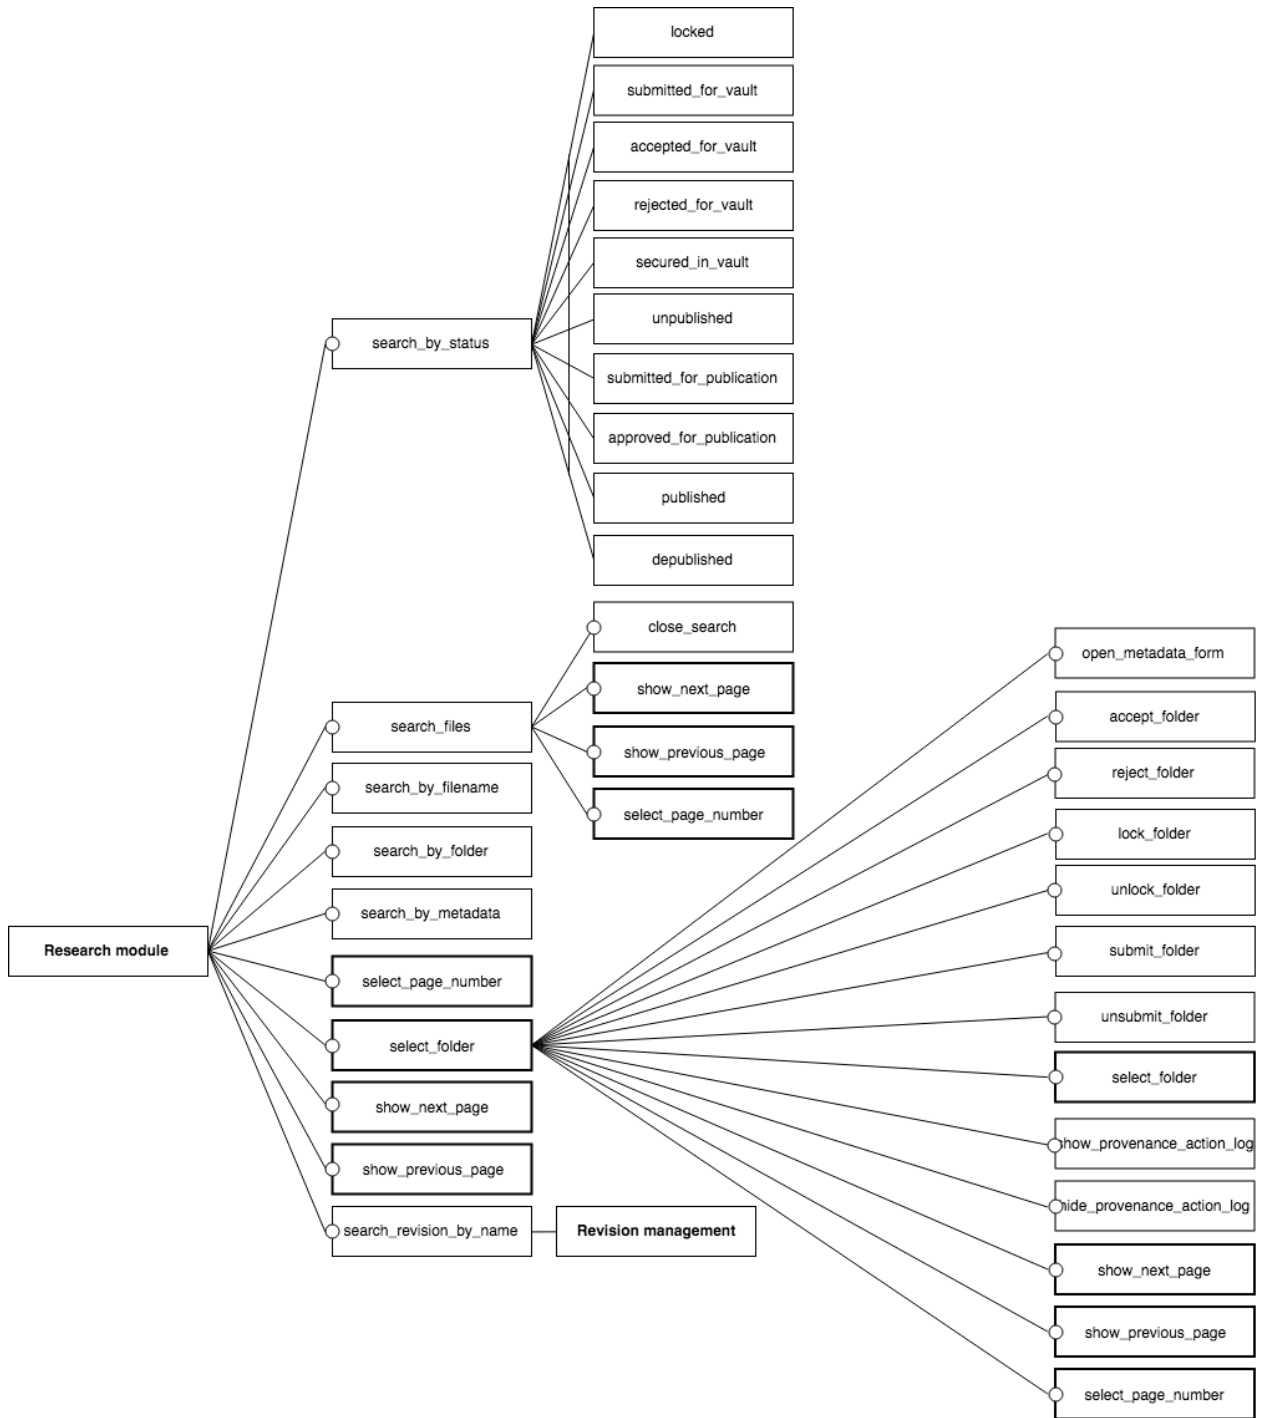 locked
submitted_for_vault
accepted_for_vault
rejected_for_vault
secured_in_vault
unpublished
search_by_status
submitted_for_publication
approved_for_publication
published
depublished
close_search
open_metadata_form
show_next_page
accept_folder
search_files
show_previous_page
reject_folder
search_by_filename
select_page_number
lock_folder
search_by_folder
unlock_folder
search_by_metadata
Research module
submit_folder
select_page_number
unsubmit_folder
select_folder
select_folder
show_next_page
show_provenance_action_log
show_previous_page
hide_provenance_action_log
search_revision_by_name
Revision management
show_next_page
show_previous_page
select_page_number